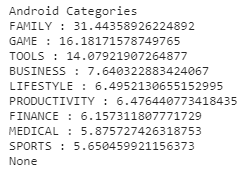 Android Categories
FAMILY : 31.44358926224892
GAME : 16.18171578749765
TOOLS : 14.07921907264877
BUSINESS : 7.640322883424067
LIFESTYLE : 6.4952130655152995
PRODUCTIVITY : 6.476440773418435
FINANCE : 6.157311807771729
MEDICAL : 5.875727426318753
SPORTS : 5.650459921156373
None